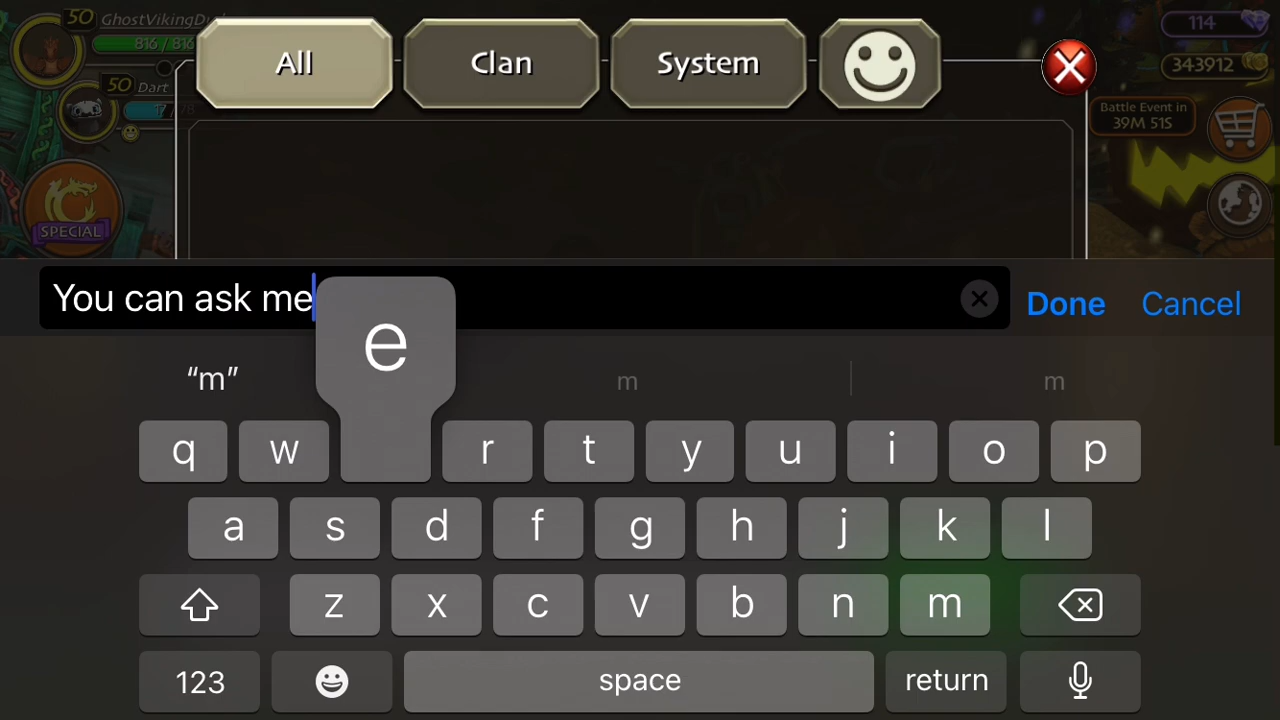 50 GhostVikingDud
816 / 816
All
Clan
System
114
343912
50 Dart
Battle Event in
39M 51S
SPECIAL
You can ask me
Done
Cancel
e
“m”
m
m
q w r t y u i o p
a s d f g h j k l
z x c v b n m
123
space
return